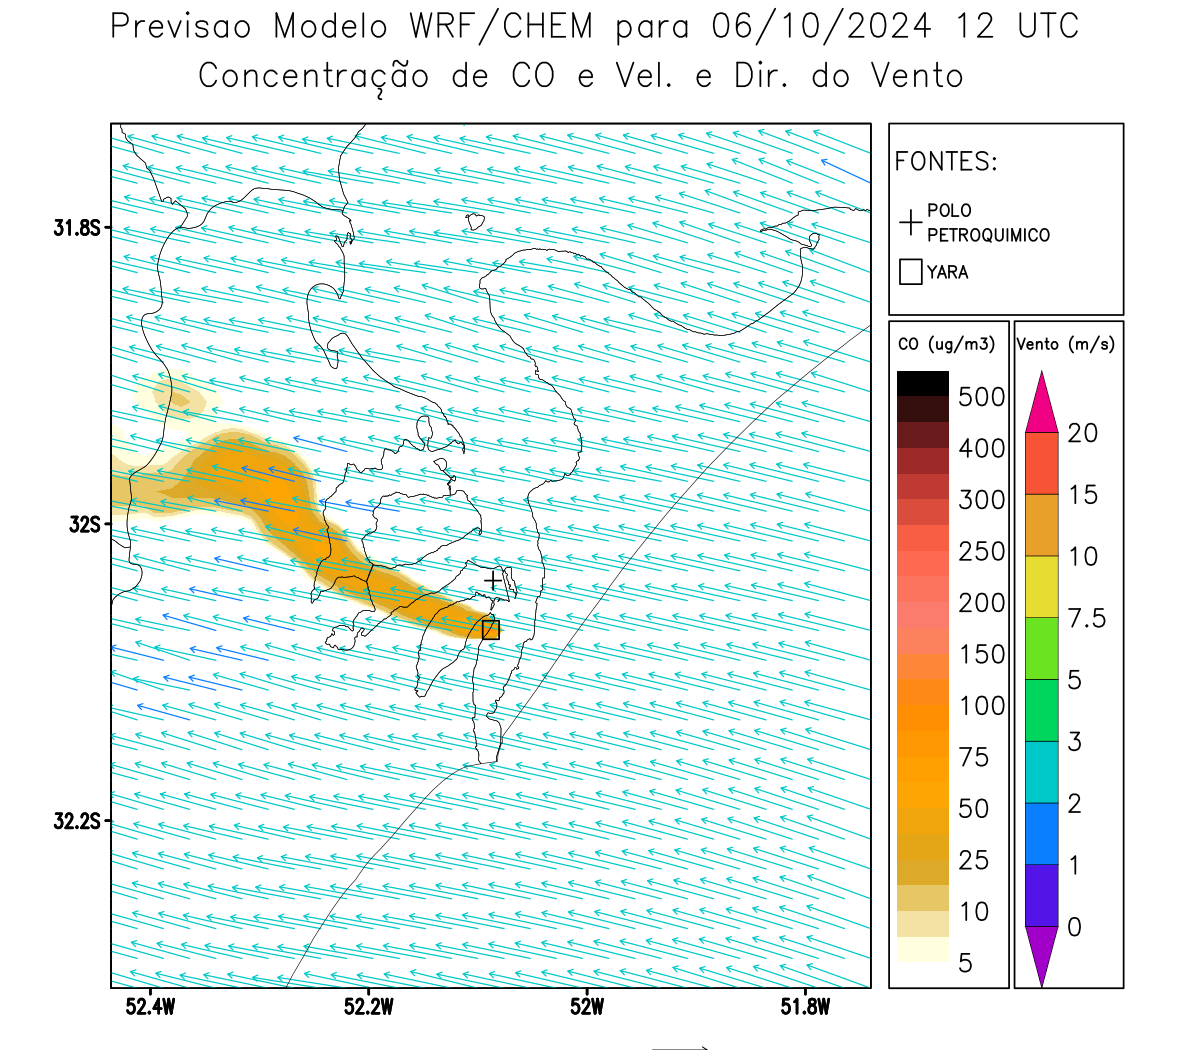 Previsao Modelo WRF/CHEM para 06/10/2024 12 UTC
Concentração de CO e Vel. e Dir. do Vento
FONTES:
POLO
PETROQUIMICO
YARA
CO (ug/m3)
500
400
300
250
200
150
100
75
50
25
10
5
Vento (m/s)
20
15
10
7.5
5
3
2
1
0
31.8S
32S
32.2S
52.4W
52.2W
52W
51.8W